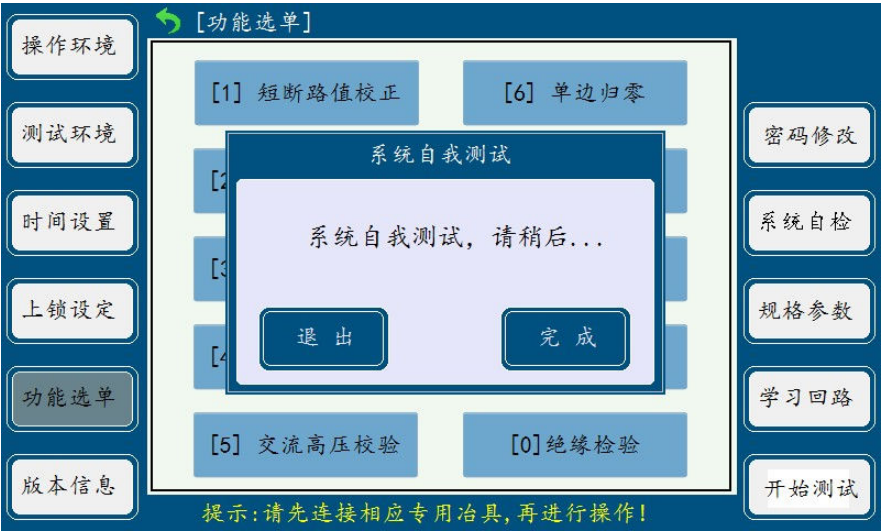 [功能选单]
操作环境
测试环境
时间设置
上锁设定
功能选单
版本信息
[1] 短断路值校正
[6] 单边归零
[2
[3
[4
系统自我测试
系统自我测试，请稍后...
退 出
完 成
[5] 交流高压校验
[0]绝缘检验
密码修改
系统自检
规格参数
学习回路
开始测试
提示:请先连接相应专用冶具,再进行操作!